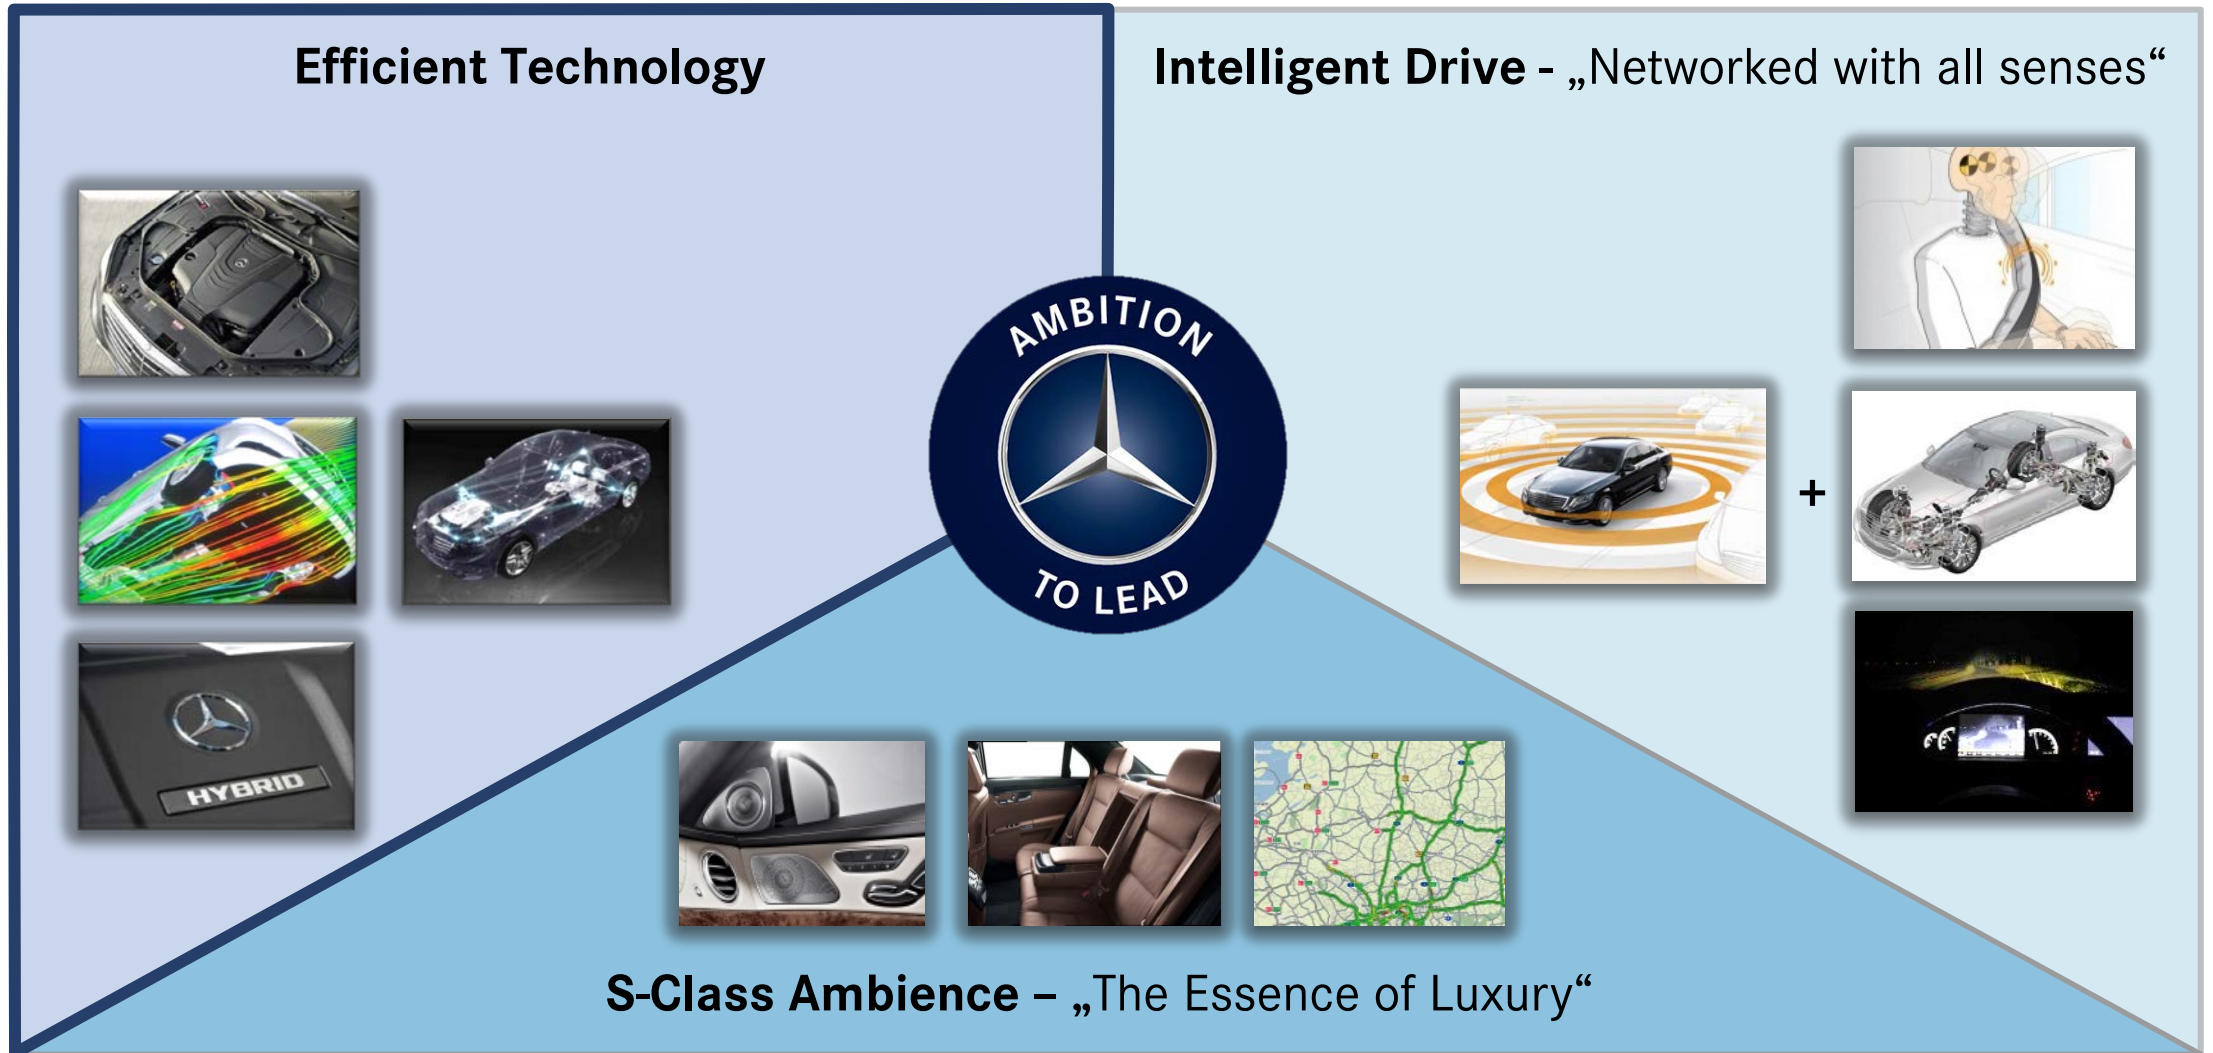 Efficient Technology
Intelligent Drive - „Networked with all senses“
AMBITION
TO LEAD
+
HYBRID
S-Class Ambience – „The Essence of Luxury“